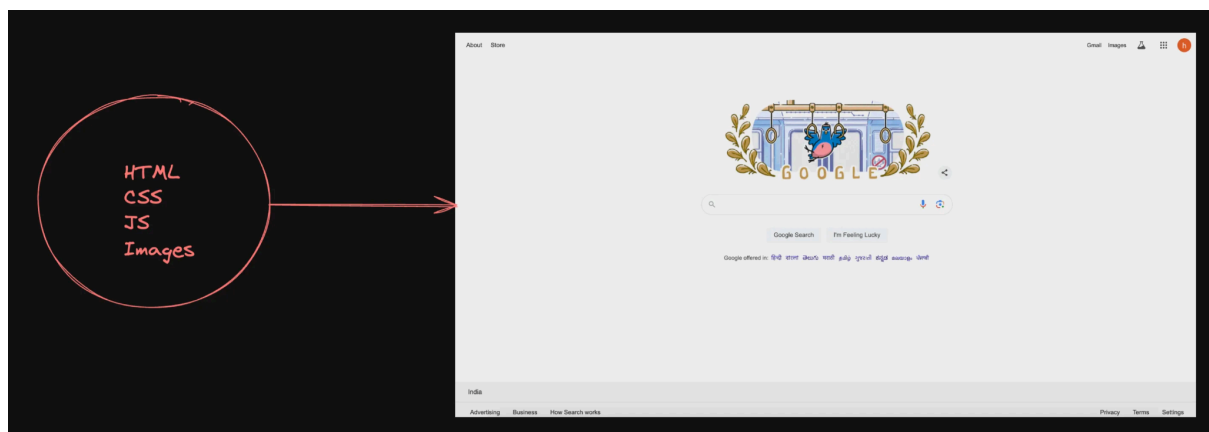 About Store
Gmail Images
h
HTML
CSS
JS
Images
GOOGLE
Google Search I'm Feeling Lucky
Google offered in: हिन्दी বাংলা తెలుగు मराठी தமிழ் ગુજરાતી ಕನ್ನಡ മലയാളം ਪੰਜਾਬੀ
India
Advertising Business How Search works
Privacy Terms Settings